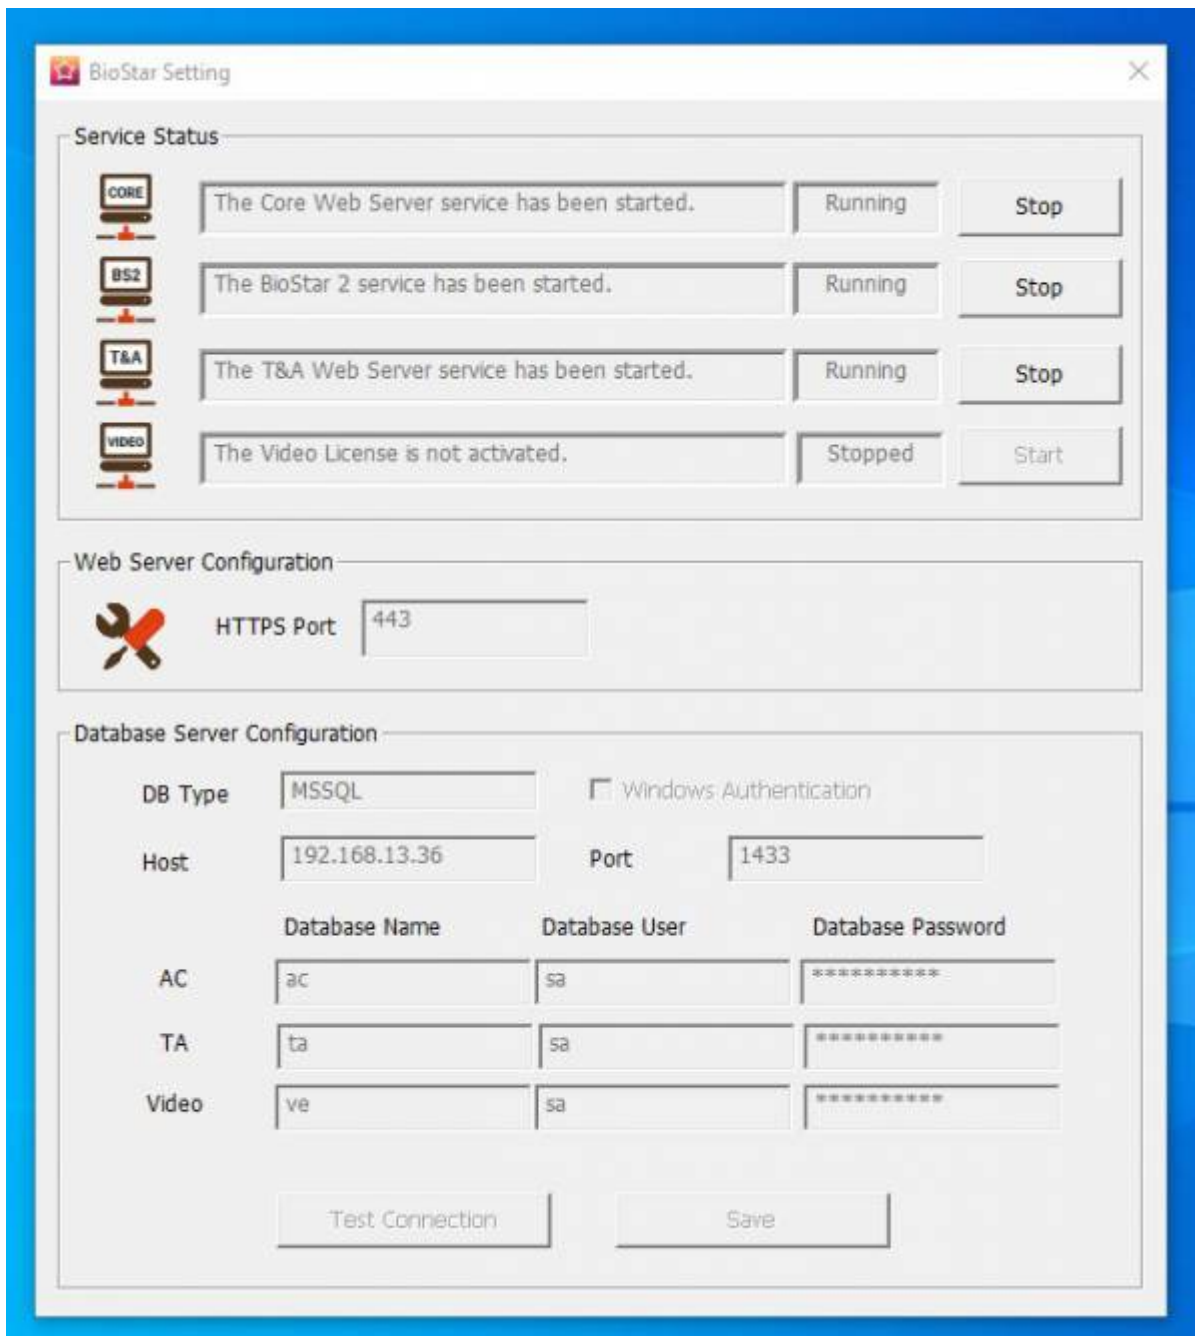 BioStar Setting
Service Status
CORE The Core Web Server service has been started. Running Stop
BS2 The BioStar 2 service has been started. Running Stop
T&A The T&A Web Server service has been started. Running Stop
VIDEO The Video License is not activated. Stopped Start
Web Server Configuration
HTTPS Port 443
Database Server Configuration
DB Type MSSQL Windows Authentication
Host 192.168.13.36 Port 1433
Database Name Database User Database Password
AC ac sa **********
TA ta sa **********
Video ve sa **********
Test Connection Save